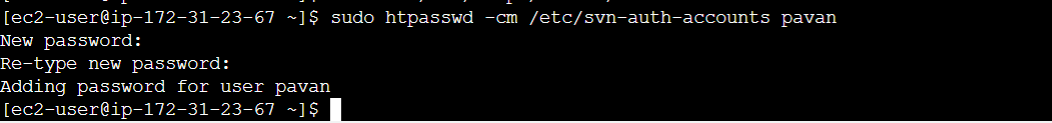 [ec2-user@ip-172-31-23-67 ~]$ sudo htpasswd -cm /etc/svn-auth-accounts pavan
New password:
Re-type new password:
Adding password for user pavan
[ec2-user@ip-172-31-23-67 ~]$